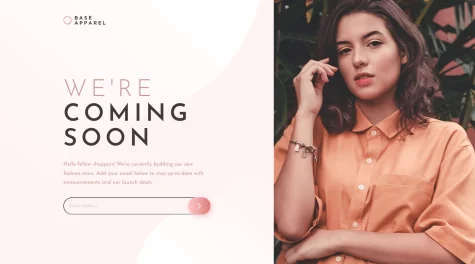 BASE
APPAREL
WE'RE
COMING
SOON
Hello fellow shoppers! We're currently building our new
fashion store. Add your email below to stay up-to-date with
announcements and our launch deals.
Email Address